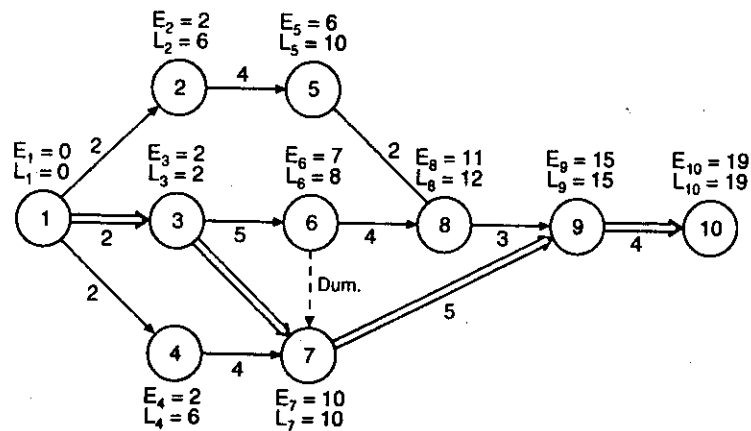 E₂ = 2
L₂ = 6
E₅ = 6
L₅ = 10
2
4
5
2
2
E₁ = 0
L₁ = 0
E₃ = 2
L₃ = 2
E₆ = 7
L₆ = 8
E₈ = 11
L₈ = 12
E₉ = 15
L₉ = 15
E₁₀ = 19
L₁₀ = 19
1
2
3
5
6
4
8
3
9
4
10
2
Dum.
5
4
4
7
E₄ = 2
L₄ = 6
E₇ = 10
L₇ = 10